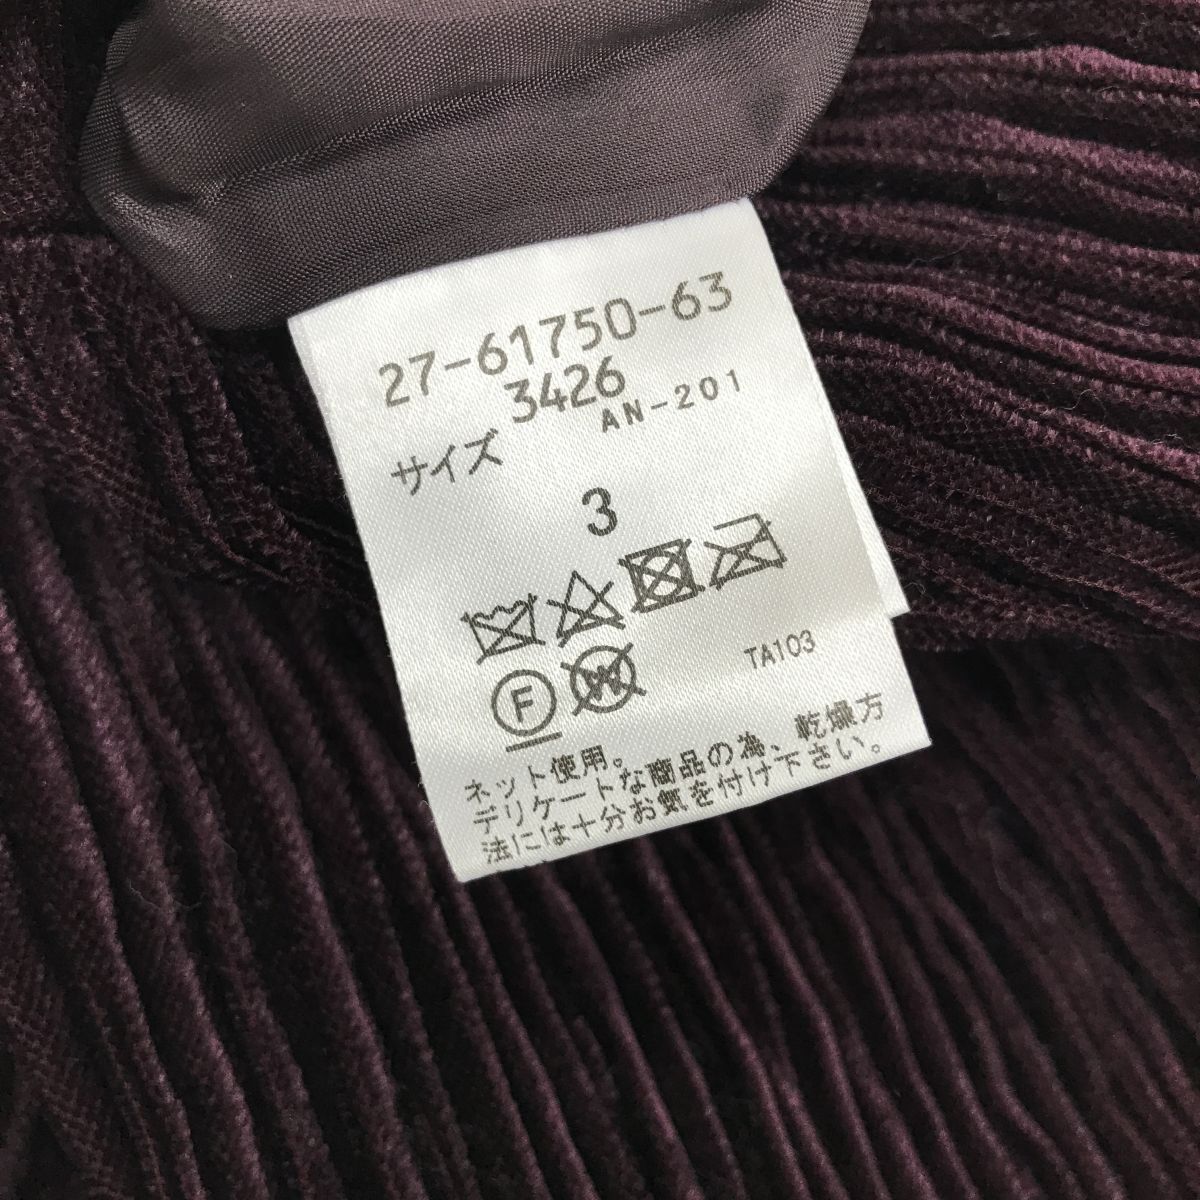 27-61750-63
3426
AN-201
サイズ
3
F
W
TA103
ネット使用。
デリケートな商品の為、乾燥方
法には十分お気を付け下さい。